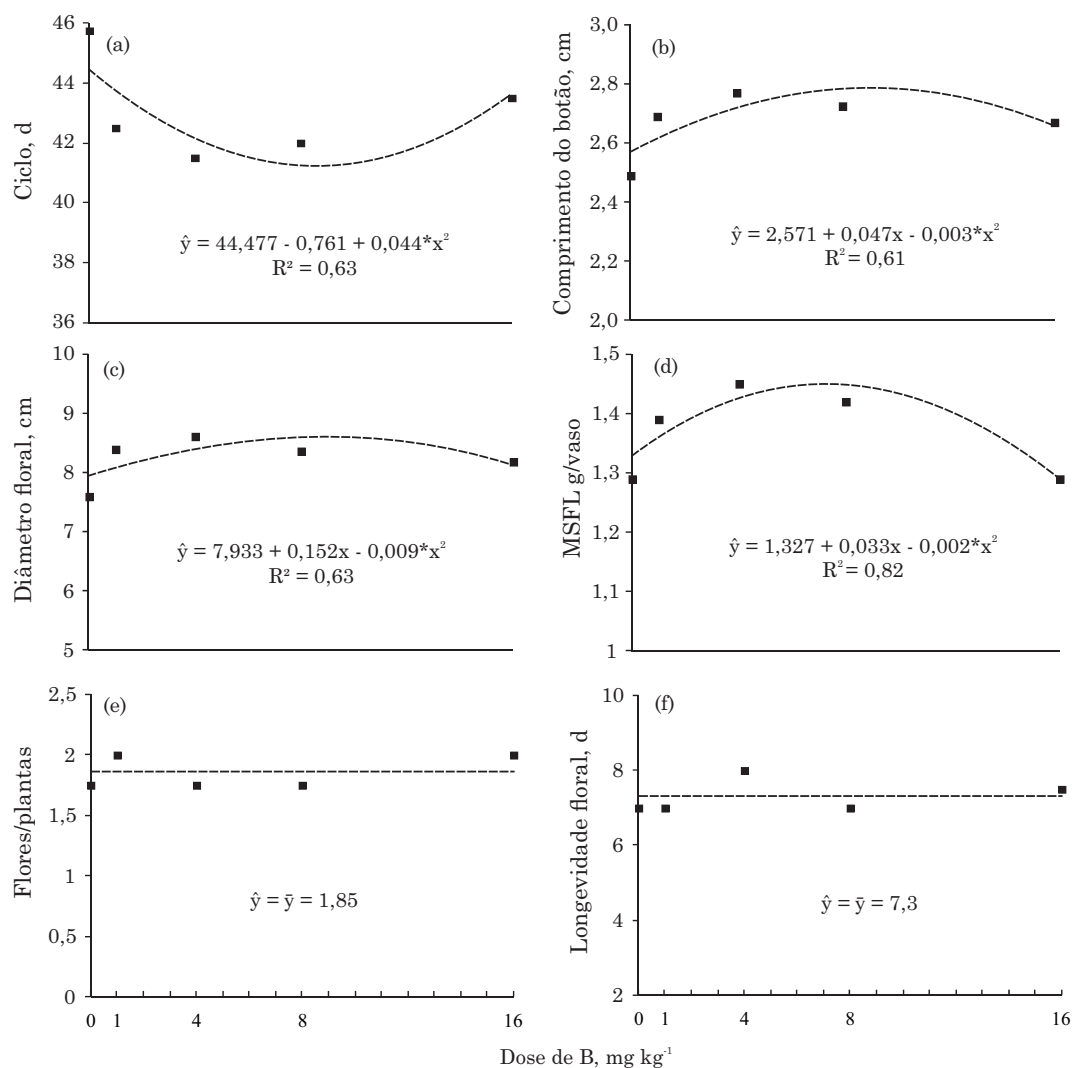 (a)
Ciclo, d
46
44
42
40
38
36
ŷ = 44,477 - 0,761 + 0,044*x²
R² = 0,63
(b)
Comprimento do botão, cm
3,0
2,8
2,6
2,4
2,2
2,0
ŷ = 2,571 + 0,047x - 0,003*x²
R² = 0,61
(c)
Diâmetro floral, cm
10
9
8
7
6
5
ŷ = 7,933 + 0,152x - 0,009*x²
R² = 0,63
(d)
MSFL g/vaso
1,5
1,4
1,3
1,2
1,1
1
ŷ = 1,327 + 0,033x - 0,002*x²
R² = 0,82
(e)
Flores/plantas
2,5
2
1,5
1
0,5
0
ŷ = ȳ = 1,85
0 1 4 8 16
(f)
Longevidade floral, d
10
8
6
4
2
ŷ = ȳ = 7,3
0 1 4 8 16
Dose de B, mg kg⁻¹